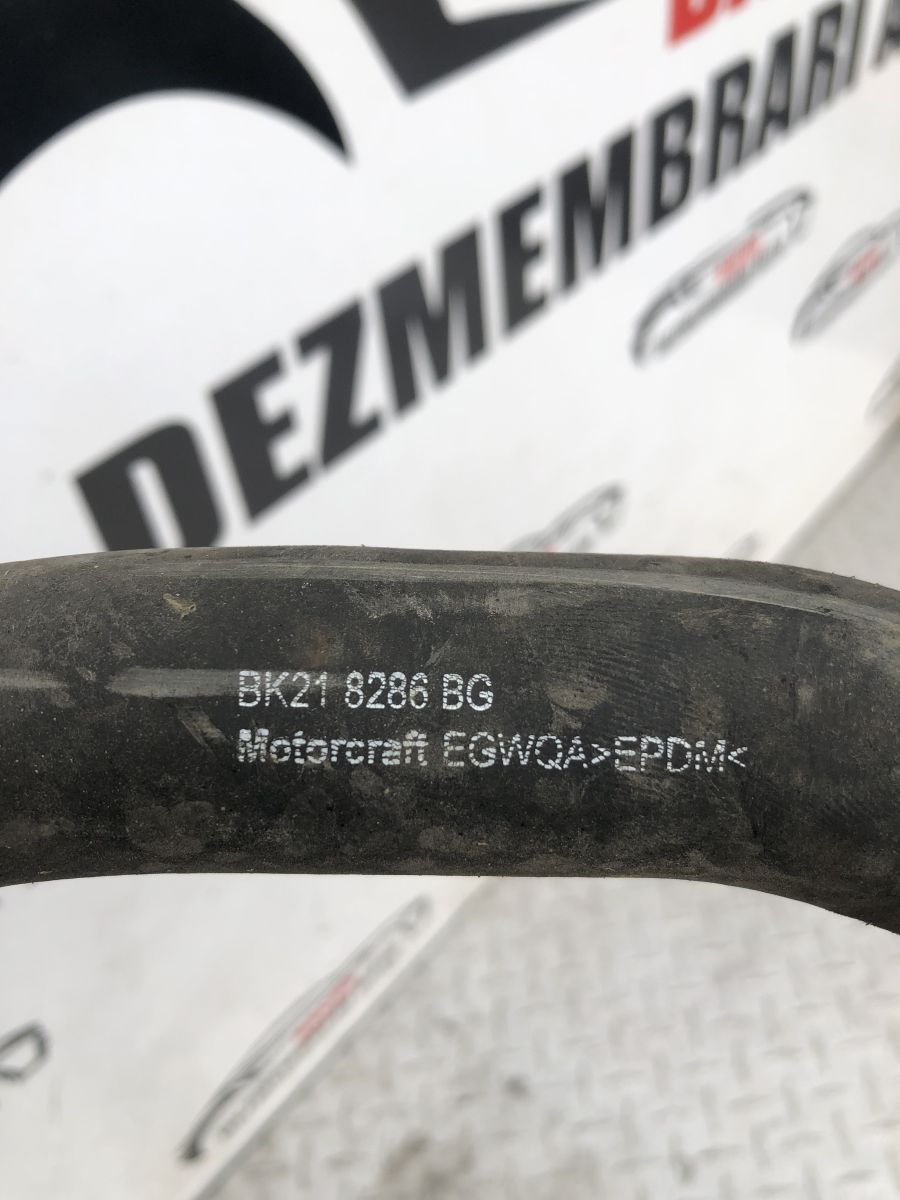 DEZMEMBRARI A
BK21 8286 BG
Motorcraft EGWQA>EPDM<